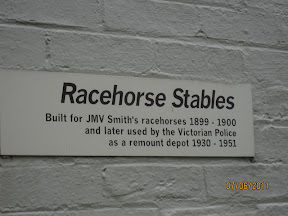 Racehorse Stables
Built for JMV Smith's racehorses 1899 - 1900
and later used by the Victorian Police
as a remount depot 1930 - 1951
07/06/2011